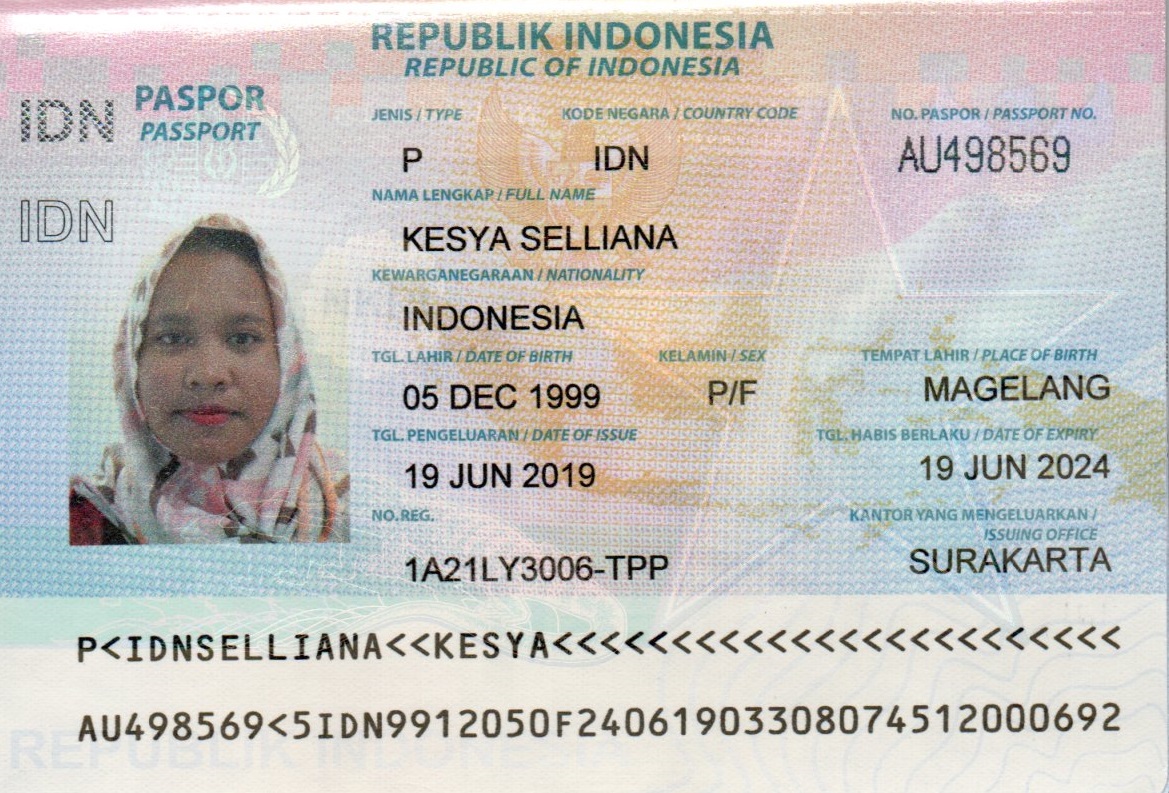 REPUBLIK INDONESIA
REPUBLIC OF INDONESIA
IDN PASPOR
PASSPORT
IDN
JENIS / TYPE KODE NEGARA / COUNTRY CODE NO. PASPOR / PASSPORT NO.
P IDN AU498569
NAMA LENGKAP / FULL NAME
KESYA SELLIANA
KEWARGANEGARAAN / NATIONALITY
INDONESIA
TGL. LAHIR / DATE OF BIRTH KELAMIN / SEX TEMPAT LAHIR / PLACE OF BIRTH
05 DEC 1999 P/F MAGELANG
TGL. PENGELUARAN / DATE OF ISSUE TGL. HABIS BERLAKU / DATE OF EXPIRY
19 JUN 2019 19 JUN 2024
NO. REG. KANTOR YANG MENGELUARKAN /
ISSUING OFFICE
1A21LY3006-TPP SURAKARTA
P<IDNSELLIANA<<KESYA<<<<<<<<<<<<<<<<<<<<<<<<
AU498569<5IDN9912050F2406190330807451200069​2
REPUBLIK INDONESIA